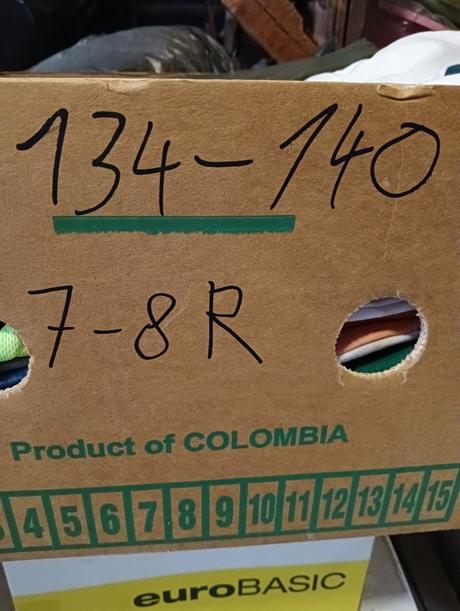 134-140
7-8 R
Product of COLOMBIA
4 5 6 7 8 9 10 11 12 13 14 15
euroBASIC